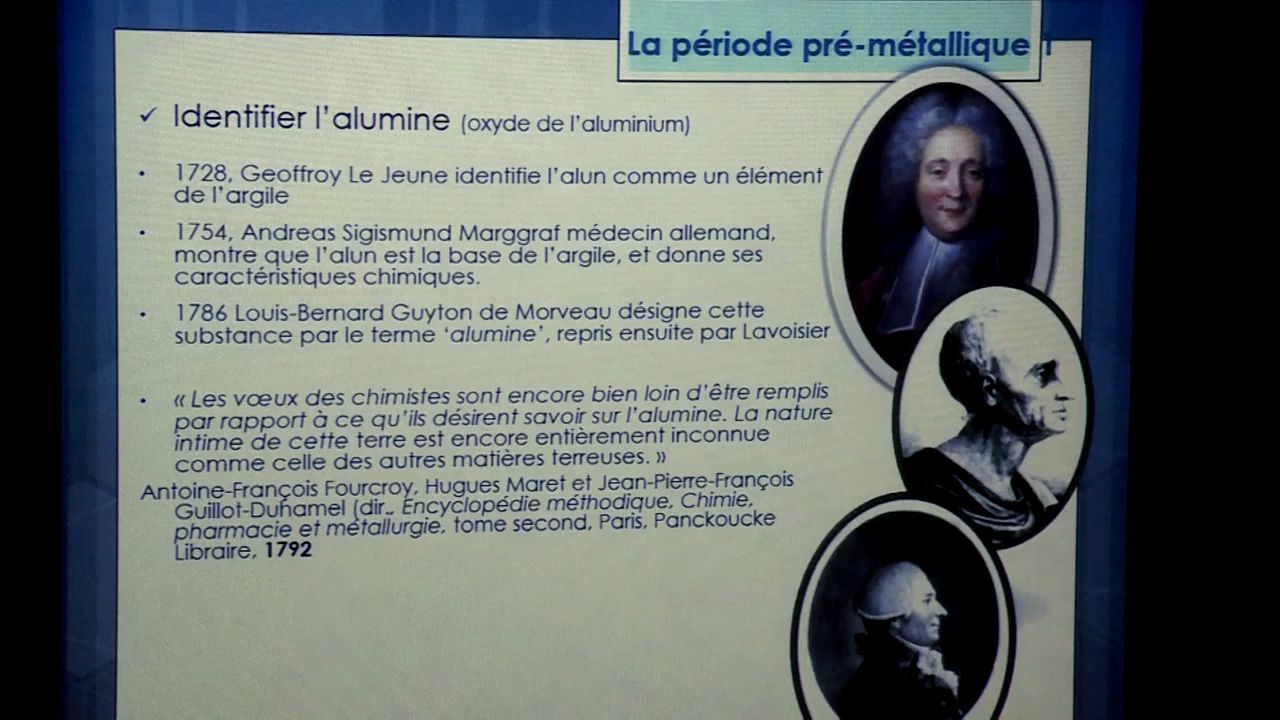 La période pré-métallique 1
✓ Identifier l'alumine (oxyde de l'aluminium)
• 1728, Geoffroy Le Jeune identifie l'alun comme un élément
de l'argile
• 1754, Andreas Sigismund Marggraf médecin allemand,
montre que l'alun est la base de l'argile, et donne ses
caractéristiques chimiques.
• 1786 Louis-Bernard Guyton de Morveau désigne cette
substance par le terme ‘alumine’, repris ensuite par Lavoisier
• « Les vœux des chimistes sont encore bien loin d'être remplis
par rapport à ce qu'ils désirent savoir sur l'alumine. La nature
intime de cette terre est encore entièrement inconnue
comme celle des autres matières terreuses. »
Antoine-François Fourcroy, Hugues Maret et Jean-Pierre-François
Guillot-Duhamel (dir., Encyclopédie méthodique, Chimie,
pharmacie et métallurgie, tome second, Paris, Panckoucke
Libraire, 1792